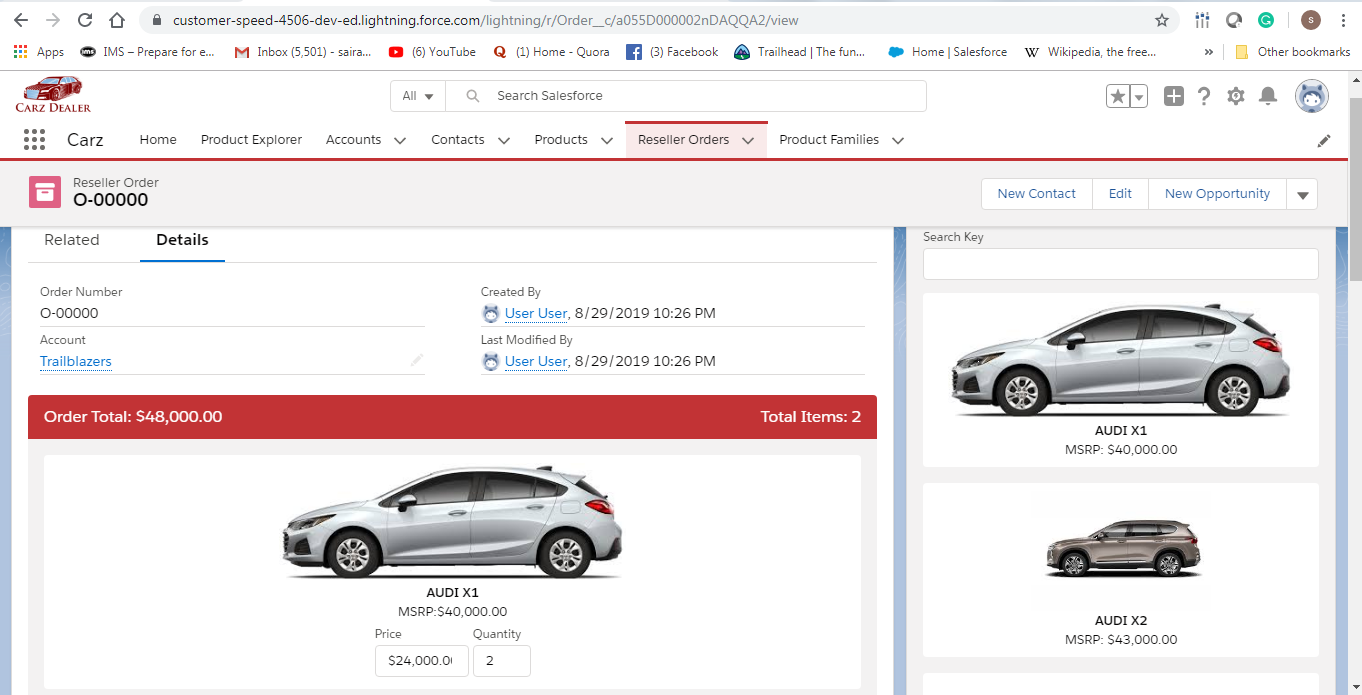 customer-speed-4506-dev-ed.lightning.force.com/lightning/r/Order__c/a055D000002nDAQQA2/view
S
Apps IMS – Prepare for e... Inbox (5,501) - saira... (6) YouTube (1) Home - Quora (3) Facebook Trailhead | The fun... Home | Salesforce Wikipedia, the free... » Other bookmarks
CARZ DEALER
All Search Salesforce
Carz Home Product Explorer Accounts Contacts Products Reseller Orders Product Families
Reseller Order
O-00000
New Contact Edit New Opportunity
Related Details
Order Number
O-00000
Created By
User User, 8/29/2019 10:26 PM
Account
Trailblazers
Last Modified By
User User, 8/29/2019 10:26 PM
Order Total: $48,000.00 Total Items: 2
AUDI X1
MSRP:$40,000.00
Price Quantity
$24,000.0 2
Search Key
AUDI X1
MSRP: $40,000.00
AUDI X2
MSRP: $43,000.00